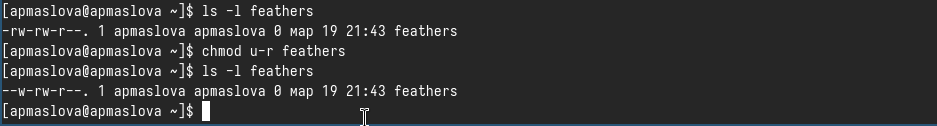 [apmaslova@apmaslova ~]$ ls -l feathers
-rw-rw-r--. 1 apmaslova apmaslova 0 мар 19 21:43 feathers
[apmaslova@apmaslova ~]$ chmod u-r feathers
[apmaslova@apmaslova ~]$ ls -l feathers
--w-rw-r--. 1 apmaslova apmaslova 0 мар 19 21:43 feathers
[apmaslova@apmaslova ~]$